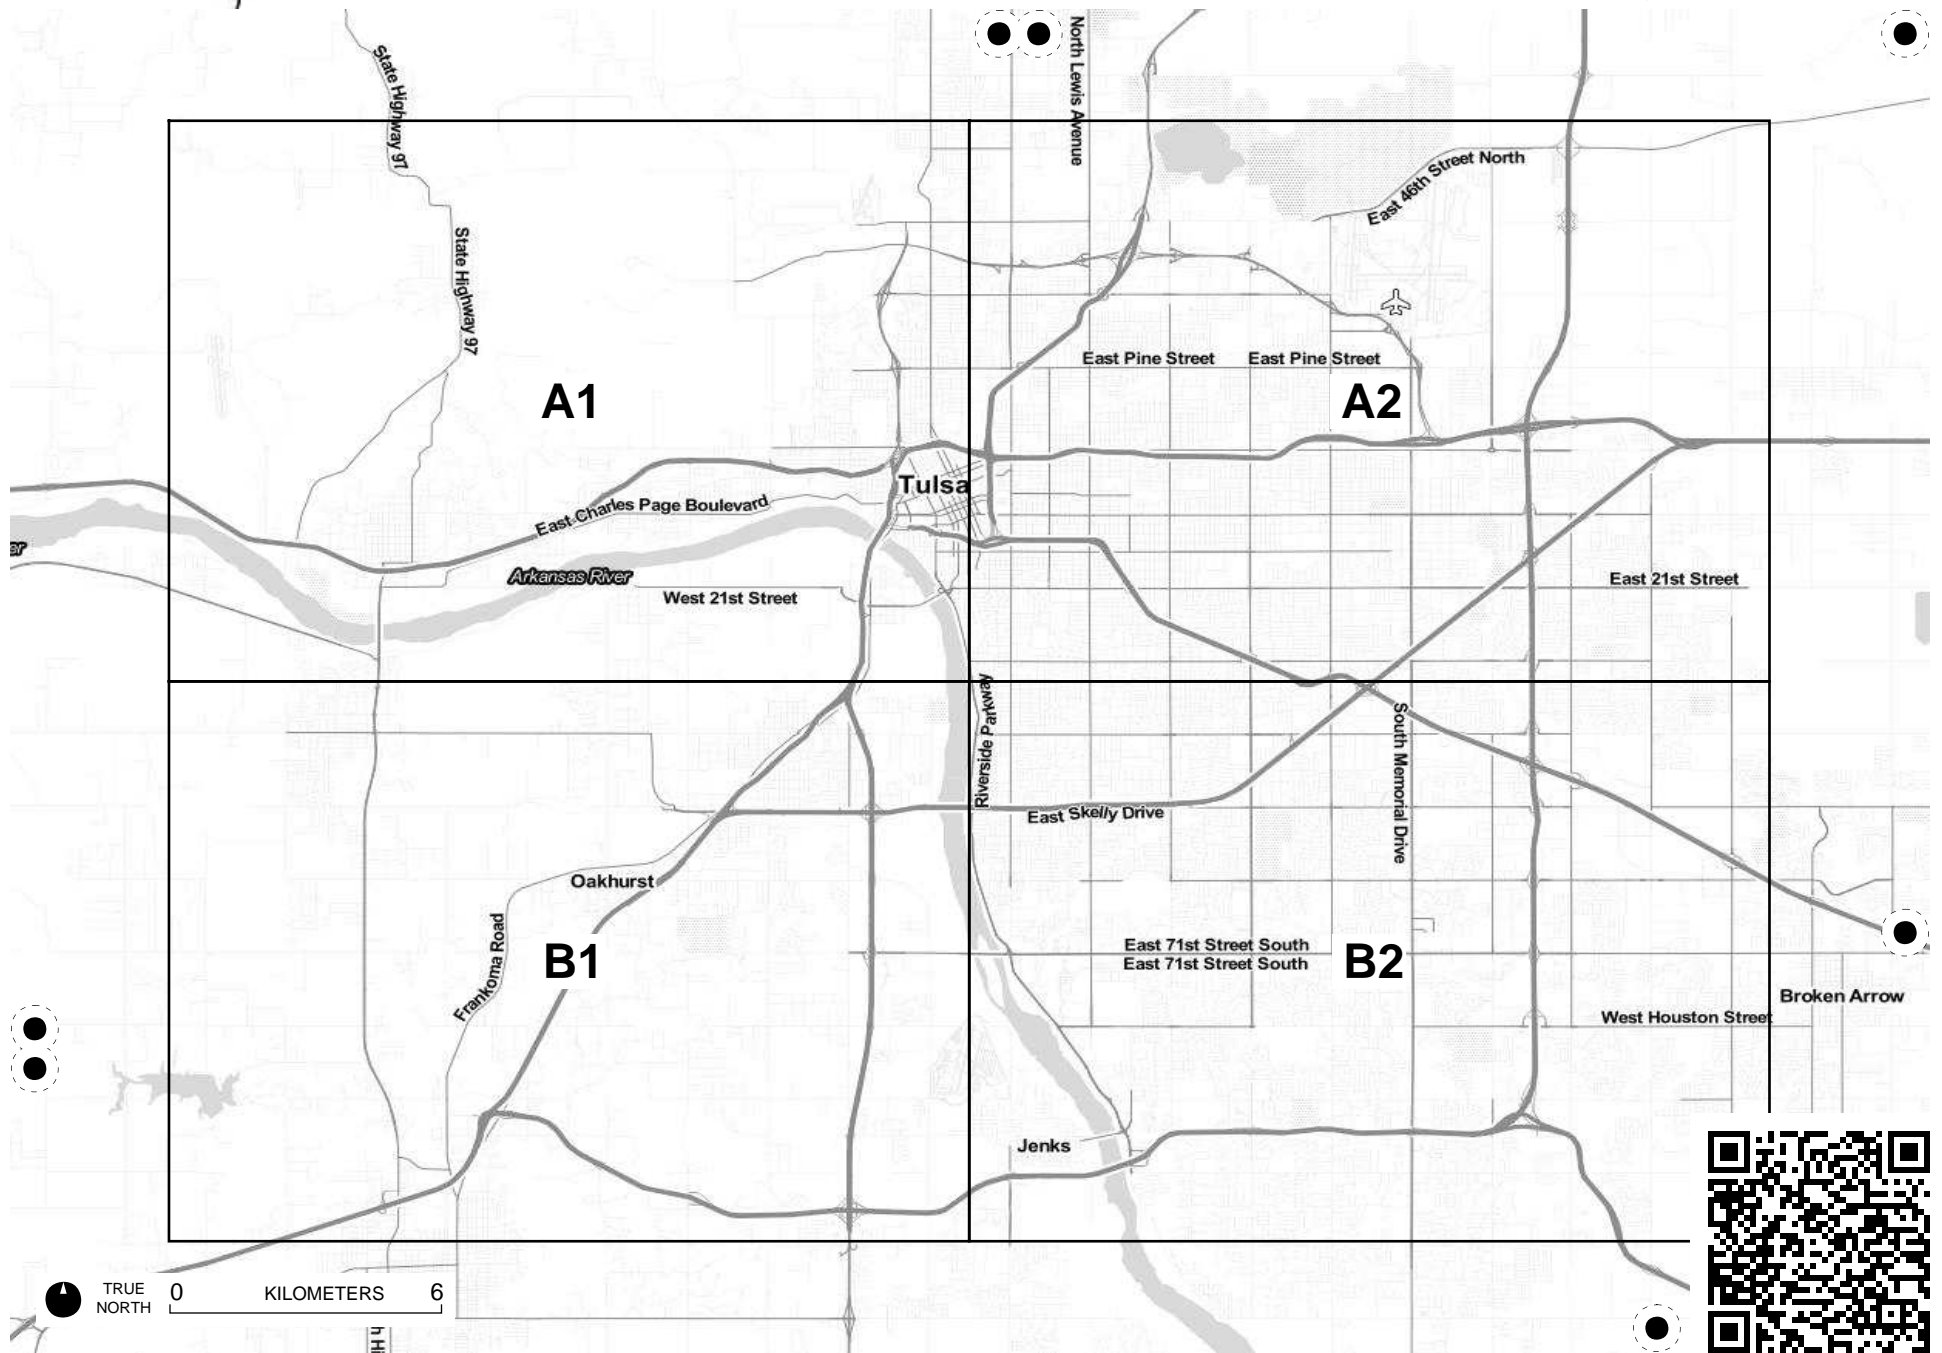 North Lewis Avenue
State Highway 97
East 46th Street North
State Highway 97
East Pine Street
East Pine Street
A1
A2
Tulsa
East Charles Page Boulevard
er
Arkansas River
East 21st Street
West 21st Street
Riverside Parkway
South Memorial Drive
East Skelly Drive
Oakhurst
Frankoma Road
East 71st Street South
B1
B2
East 71st Street South
Broken Arrow
West Houston Street
Jenks
TRUE
NORTH
0 KILOMETERS 6
h Hi